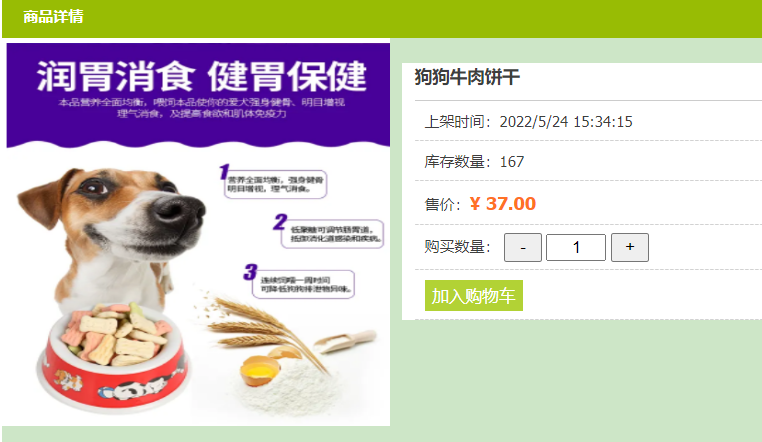 商品详情
润胃消食 健胃保健
本品营养全面均衡，喂饲本品使你的爱犬强身健骨、明目增视
理气消食，及提高食欲和肌体免疫力
1
营养全面均衡，强身健骨
明目增视，理气消食。
2
低聚糖可调节肠胃道，
抵御消化道感染和疾病。
3
连续饲喂一周时间
可降低狗狗排泄物异味。
狗狗牛肉饼干
上架时间：2022/5/24 15:34:15
库存数量：167
售价：¥ 37.00
购买数量： - 1 +
加入购物车